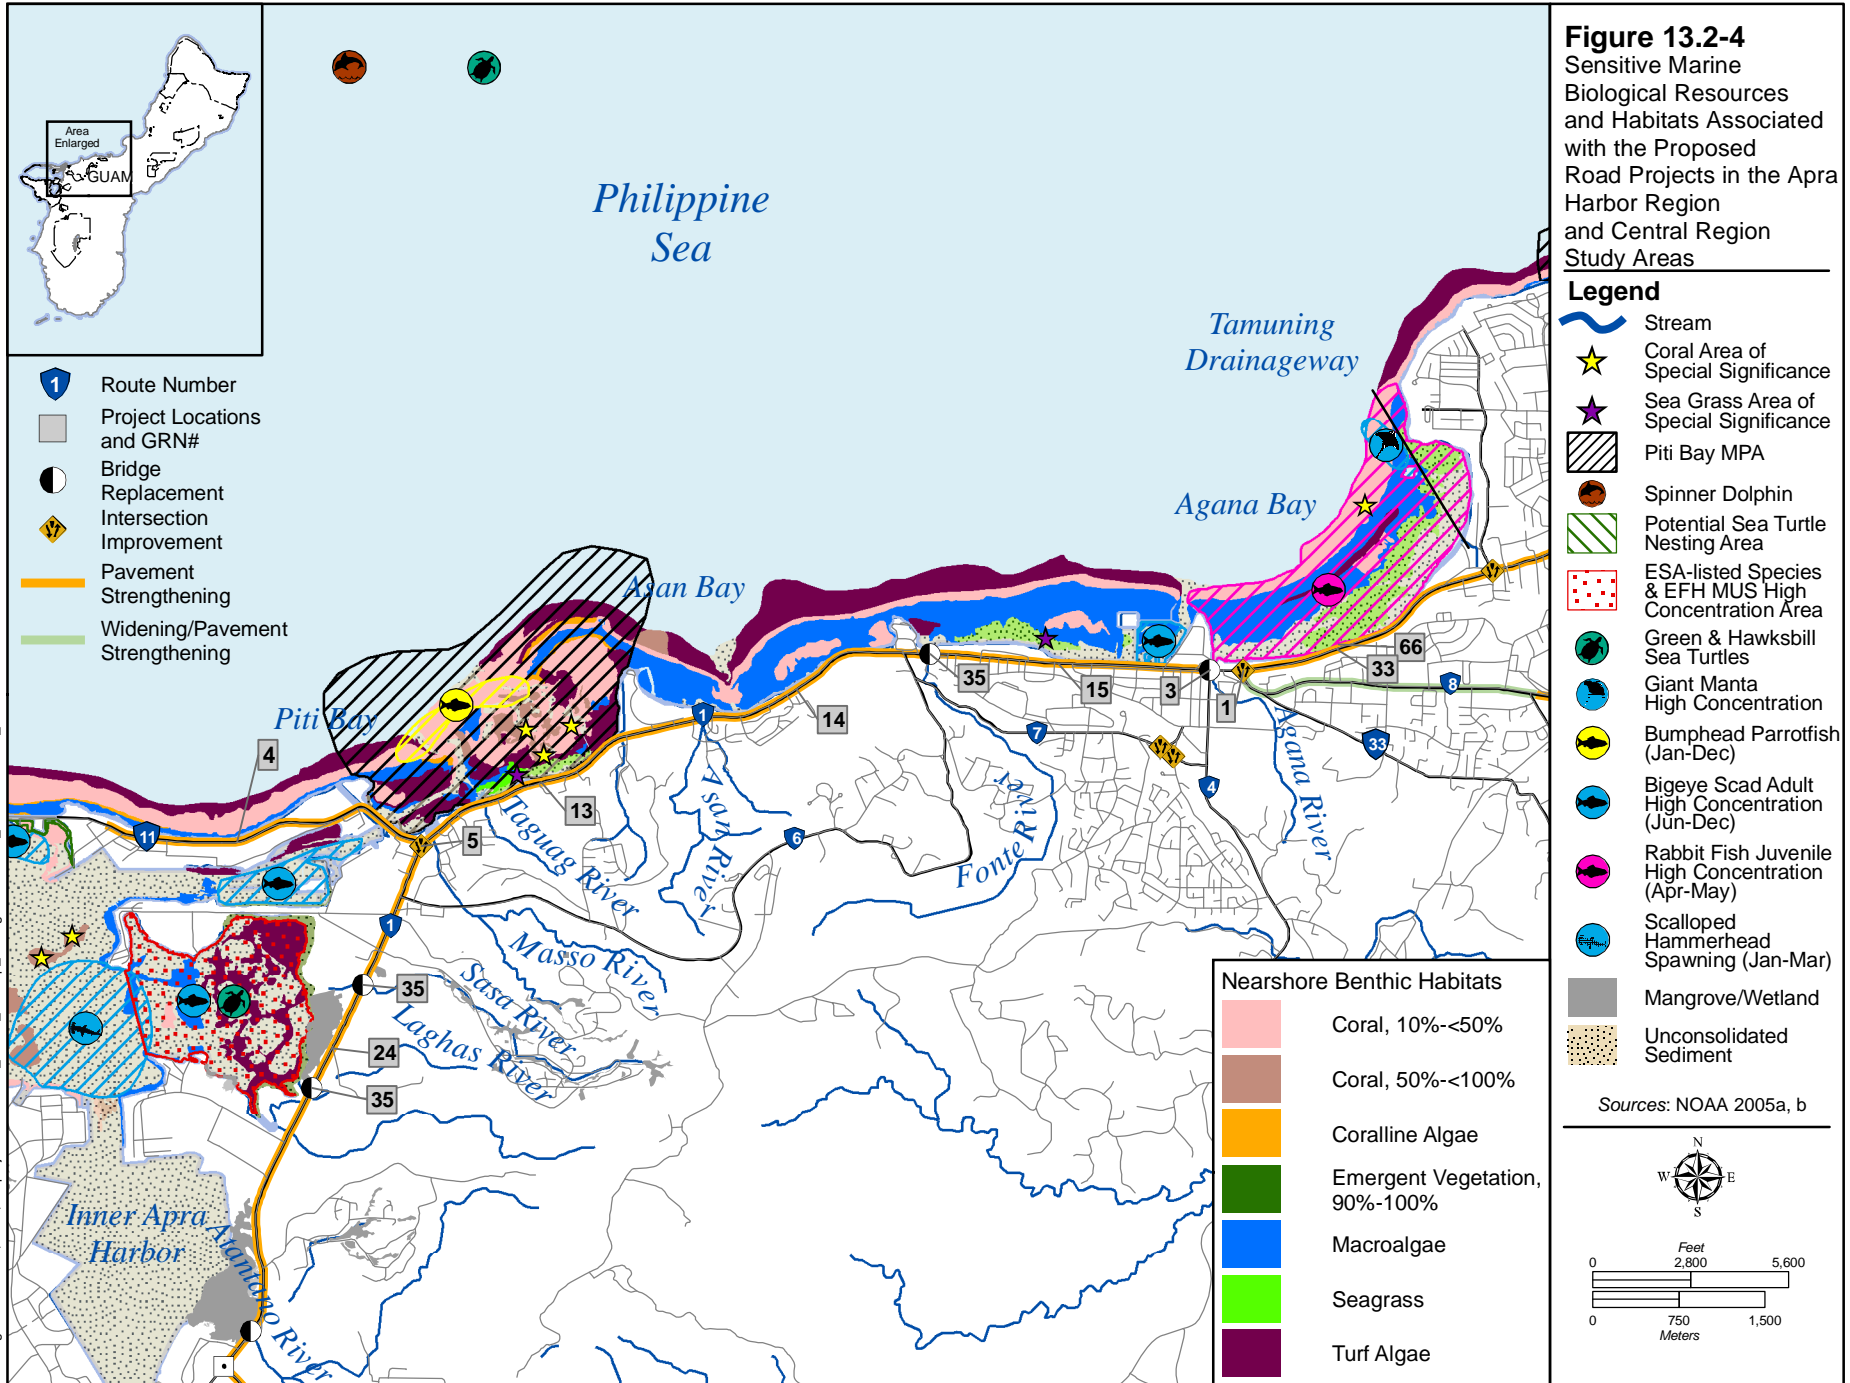 Area
Enlarged
GUAM
1 Route Number
Project Locations
and GRN#
Bridge
Replacement
Intersection
Improvement
Pavement
Strengthening
Widening/Pavement
Strengthening
Philippine
Sea
Tamuning
Drainageway
Agana Bay
Asan Bay
Piti Bay
4
11
5
13
1
14
35
15
3
1
33
66
8
7
33
4
6
1
35
24
35
Taguag River
Asan River
Fonte River
Agana River
Masso River
Sasa River
Laghas River
Inner Apra
Harbor
Atantano River
Figure 13.2-4
Sensitive Marine
Biological Resources
and Habitats Associated
with the Proposed
Road Projects in the Apra
Harbor Region
and Central Region
Study Areas
Legend
Stream
Coral Area of
Special Significance
Sea Grass Area of
Special Significance
Piti Bay MPA
Spinner Dolphin
Potential Sea Turtle
Nesting Area
ESA-listed Species
& EFH MUS High
Concentration Area
Green & Hawksbill
Sea Turtles
Giant Manta
High Concentration
Bumphead Parrotfish
(Jan-Dec)
Bigeye Scad Adult
High Concentration
(Jun-Dec)
Rabbit Fish Juvenile
High Concentration
(Apr-May)
Scalloped
Hammerhead
Spawning (Jan-Mar)
Mangrove/Wetland
Unconsolidated
Sediment
Sources: NOAA 2005a, b
N
W E
S
Feet
0 2,800 5,600
0 750 1,500
Meters
Nearshore Benthic Habitats
Coral, 10%-<50%
Coral, 50%-<100%
Coralline Algae
Emergent Vegetation,
90%-100%
Macroalgae
Seagrass
Turf Algae